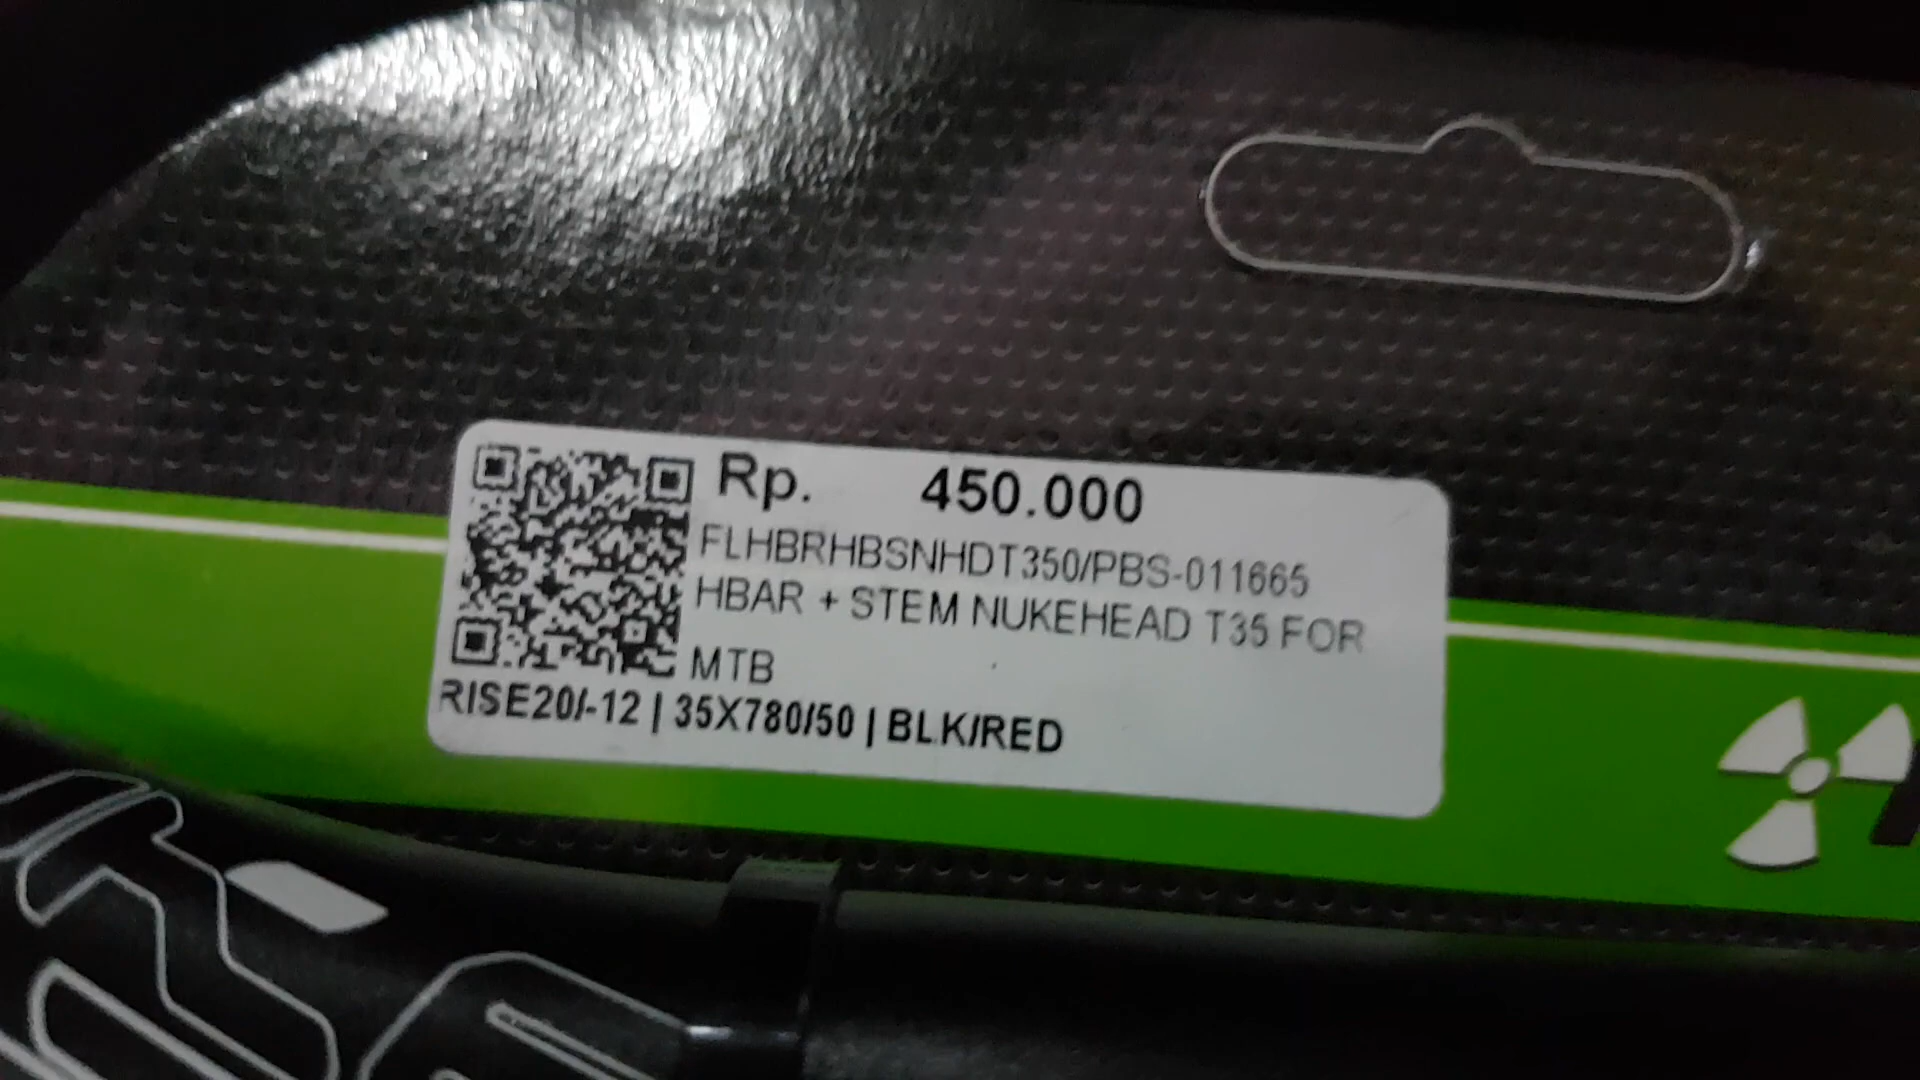 Rp. 450.000
FLHBRHBSNHDT350/PBS-011665
HBAR + STEM NUKEHEAD T35 FOR
MTB
RISE20/-12 | 35X780/50 | BLK/RED